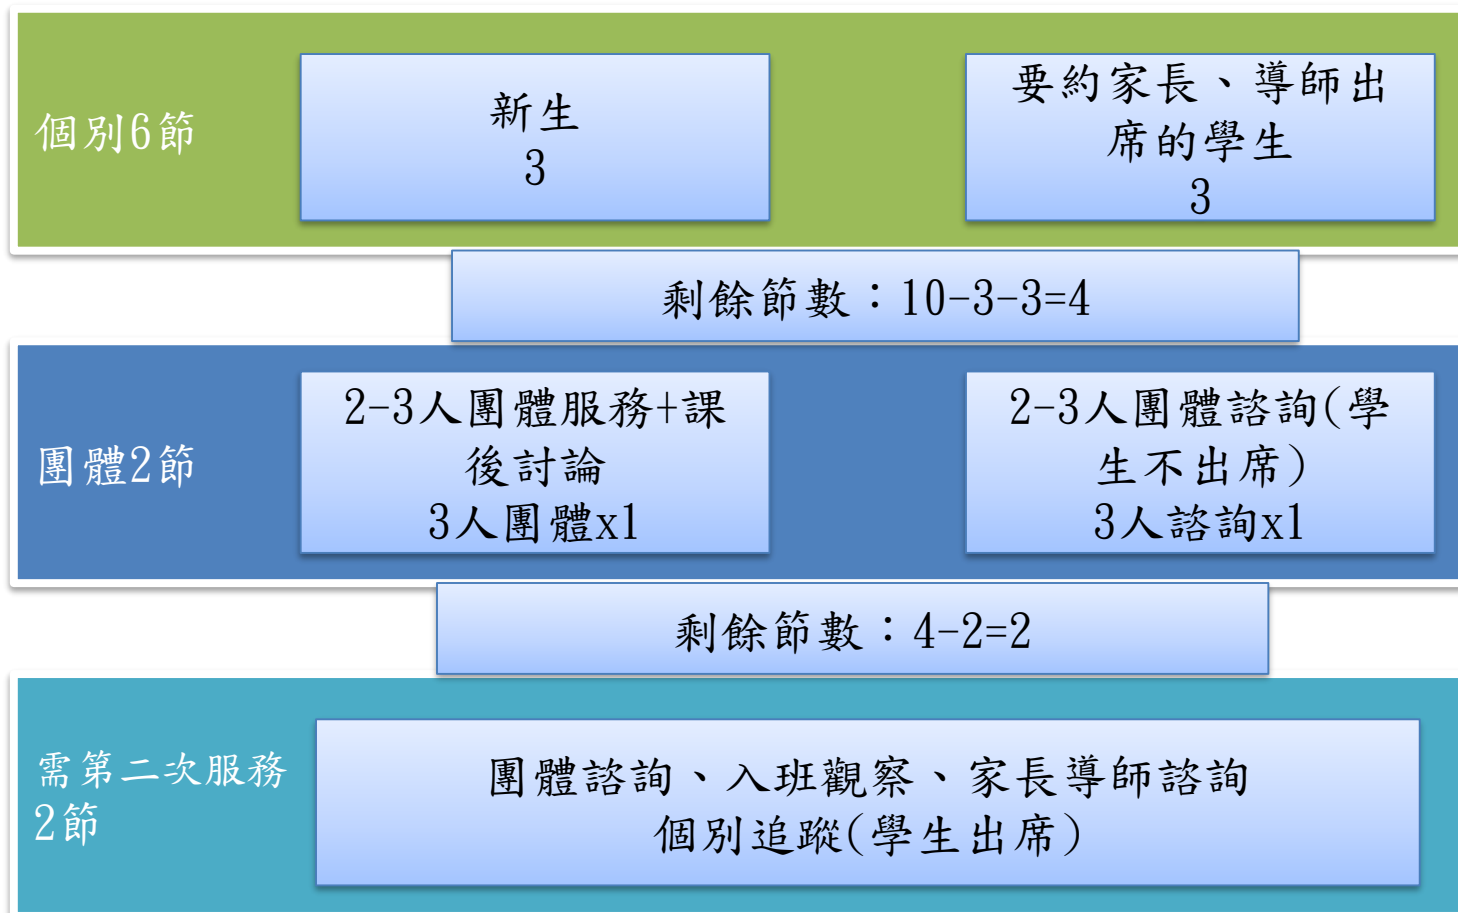 個別6節
新生
3
要約家長、導師出
席的學生
3
剩餘節數：10-3-3=4
團體2節
2-3人團體服務+課
後討論
3人團體x1
2-3人團體諮詢(學
生不出席)
3人諮詢x1
剩餘節數：4-2=2
需第二次服務
2節
團體諮詢、入班觀察、家長導師諮詢
個別追蹤(學生出席)